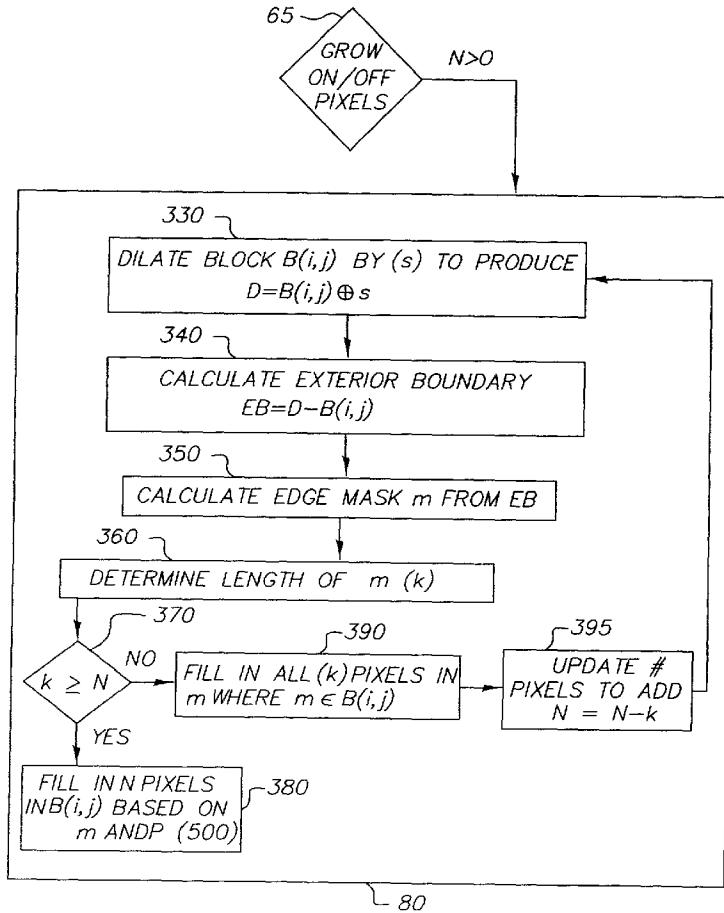 65
GROW
ON/OFF
PIXELS
N>0
330
DILATE BLOCK B(i,j) BY (s) TO PRODUCE
D=B(i,j)⊕s
340
CALCULATE EXTERIOR BOUNDARY
EB=D-B(i,j)
350
CALCULATE EDGE MASK m FROM EB
360
DETERMINE LENGTH OF m (k)
370
k ≥ N
NO
YES
390
FILL IN ALL (k) PIXELS IN
m WHERE m ∈ B(i,j)
395
UPDATE #
PIXELS TO ADD
N = N-k
FILL IN N PIXELS
IN B(i,j) BASED ON
m ANDP (500)
380
80